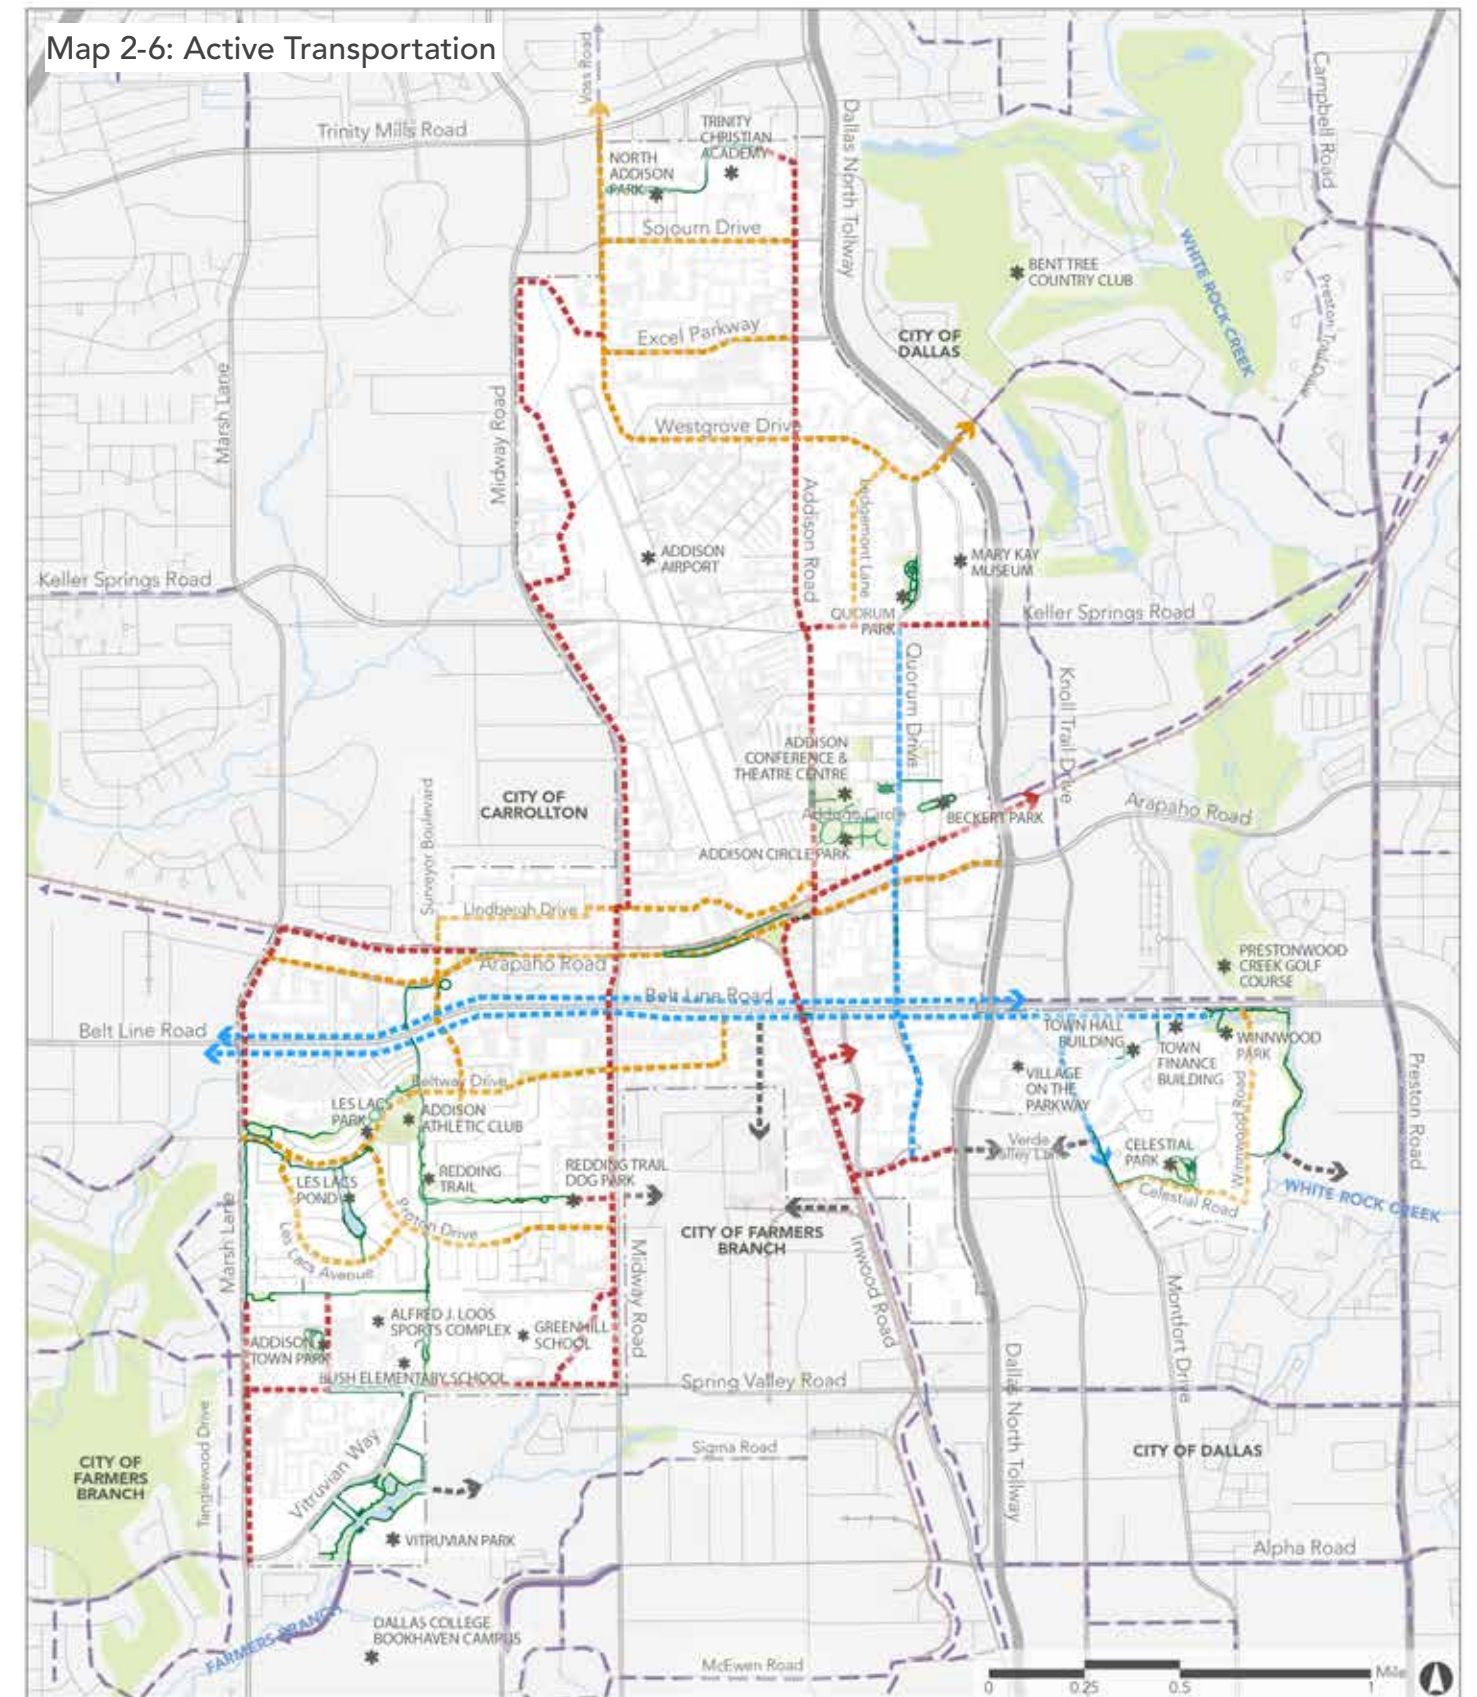 Map 2-6: Active Transportation
Voss Road
Trinity Mills Road
TRINITY
CHRISTIAN
ACADEMY
NORTH
ADDISON
PARK
Dallas North Tollway
Campbell Road
Sojourn Drive
WHITE ROCK CREEK
BENT TREE
COUNTRY CLUB
Excel Parkway
CITY OF
DALLAS
Marsh Lane
Midway Road
Westgrove Drive
Addison Road
Ledgemont Lane
ADDISON
AIRPORT
MARY KAY
MUSEUM
Keller Springs Road
QUORUM
PARK
Keller Springs Road
Quorum Drive
Knoll Trail Drive
ADDISON
CONFERENCE &
THEATRE CENTRE
CITY OF
CARROLLTON
Surveyor Boulevard
Addison Circle
BECKERT PARK
Arapaho Road
ADDISON CIRCLE PARK
Lindbergh Drive
Arapaho Road
PRESTONWOOD
CREEK GOLF
COURSE
Belt Line Road
Belt Line Road
TOWN HALL
BUILDING
TOWN
FINANCE
BUILDING
WINNWOOD
PARK
VILLAGE
ON THE
PARKWAY
Beltway Drive
LES LACS
PARK
ADDISON
ATHLETIC CLUB
Winnwood Road
Preston Road
Verde
Valley Lane
CELESTIAL
PARK
REDDING
TRAIL
REDDING TRAIL
DOG PARK
LES LACS
POND
Celestial Road
WHITE ROCK CREEK
Marsh Lane
Proton Drive
Les Lacs Avenue
CITY OF FARMERS
BRANCH
Midway Road
Inwood Road
Montfort Drive
ALFRED J. LOOS
SPORTS COMPLEX
GREENHILL
SCHOOL
ADDISON
TOWN PARK
BUSH ELEMENTARY SCHOOL
Spring Valley Road
Dallas North Tollway
Tanglewood Drive
Vitruvian Way
Sigma Road
CITY OF DALLAS
CITY OF
FARMERS
BRANCH
VITRUVIAN PARK
Alpha Road
FARMERS BRANCH
DALLAS COLLEGE
BOOKHAVEN CAMPUS
McEwen Road
Mile
0 0.25 0.5 1